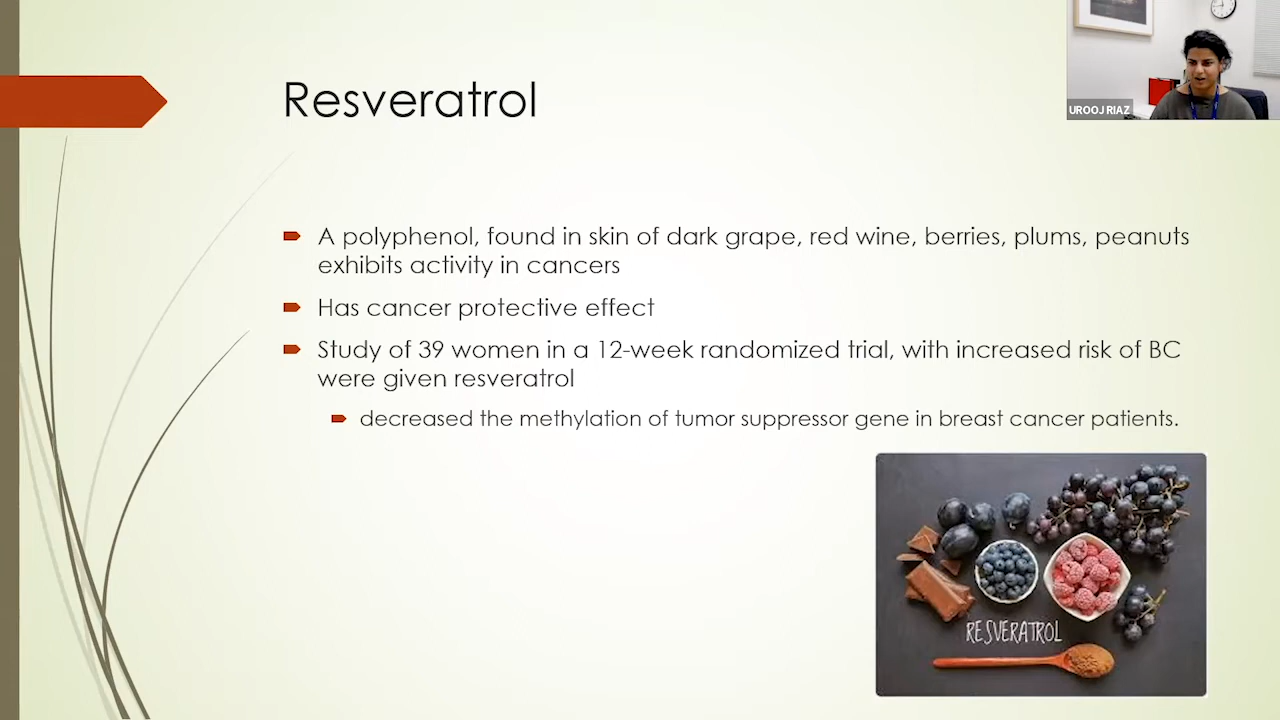 UROOJ RIAZ
Resveratrol
A polyphenol, found in skin of dark grape, red wine, berries, plums, peanuts
exhibits activity in cancers
Has cancer protective effect
Study of 39 women in a 12-week randomized trial, with increased risk of BC
were given resveratrol
decreased the methylation of tumor suppressor gene in breast cancer patients.
RESVERATROL